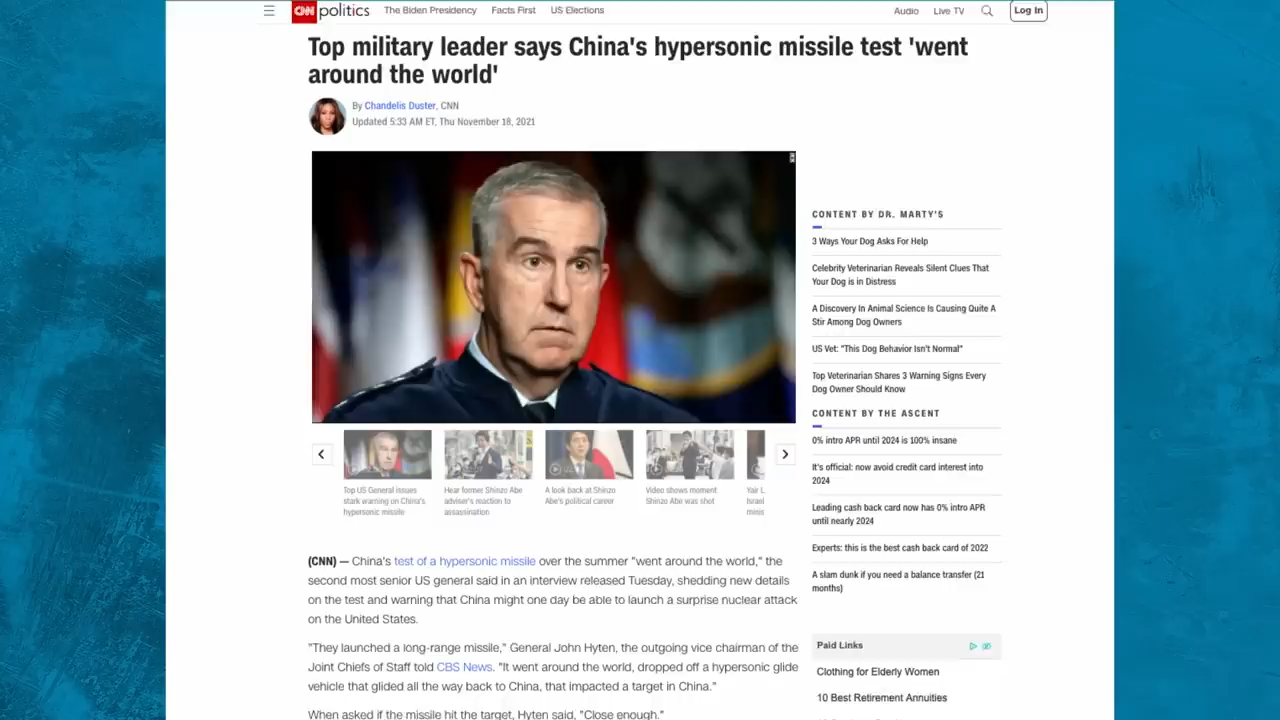 CNN politics The Biden Presidency Facts First US Elections Audio Live TV Log In
Top military leader says China's hypersonic missile test 'went
around the world'
By Chandelis Duster, CNN
Updated 5:33 AM ET, Thu November 18, 2021
Top US General issues
stark warning on China's
hypersonic missile
Hear former Shinzo Abe
adviser's reaction to
assassination
A look back at Shinzo
Abe's political career
Video shows moment
Shinzo Abe was shot
Yair L
Israel
(CNN) — China's test of a hypersonic missile over the summer "went around the world," the
second most senior US general said in an interview released Tuesday, shedding new details
on the test and warning that China might one day be able to launch a surprise nuclear attack
on the United States.
"They launched a long-range missile," General John Hyten, the outgoing vice chairman of the
Joint Chiefs of Staff told CBS News. "It went around the world, dropped off a hypersonic glide
vehicle that glided all the way back to China, that impacted a target in China."
When asked if the missile hit the target, Hyten said, "Close enough."
CONTENT BY DR. MARTY'S
3 Ways Your Dog Asks For Help
Celebrity Veterinarian Reveals Silent Clues That
Your Dog is in Distress
A Discovery In Animal Science Is Causing Quite A
Stir Among Dog Owners
US Vet: "This Dog Behavior Isn't Normal"
Top Veterinarian Shares 3 Warning Signs Every
Dog Owner Should Know
CONTENT BY THE ASCENT
0% intro APR until 2024 is 100% insane
It's official: now avoid credit card interest into
2024
Leading cash back card now has 0% intro APR
until nearly 2024
Experts: this is the best cash back card of 2022
A slam dunk if you need a balance transfer (21
months)
Paid Links
Clothing for Elderly Women
10 Best Retirement Annuities